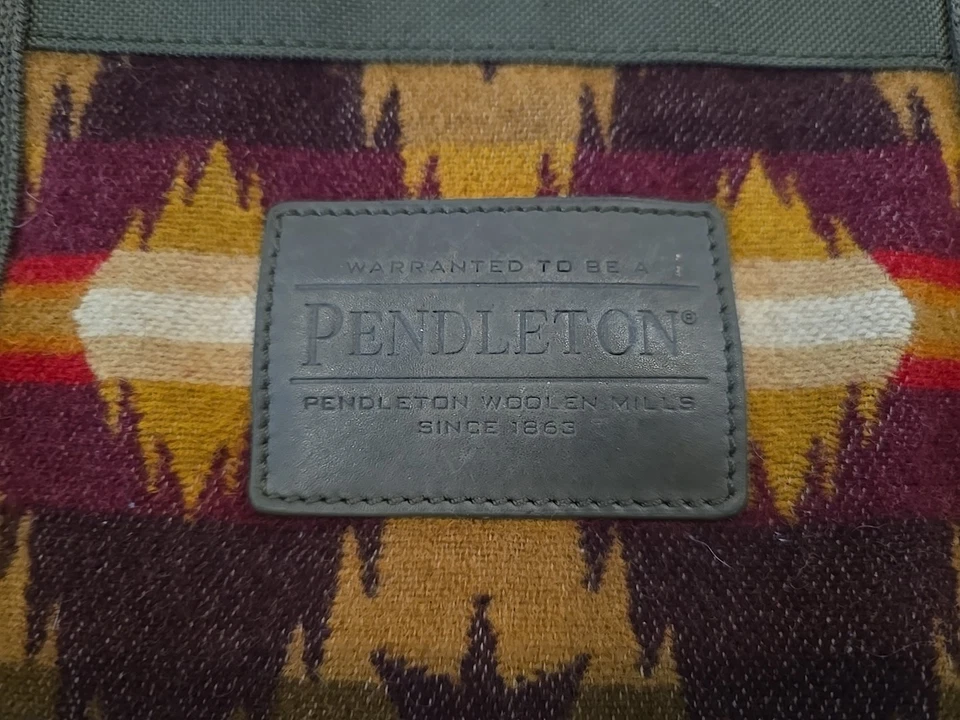 WARRANTED TO BE A
PENDLETON®
PENDLETON WOOLEN MILLS
SINCE 1863